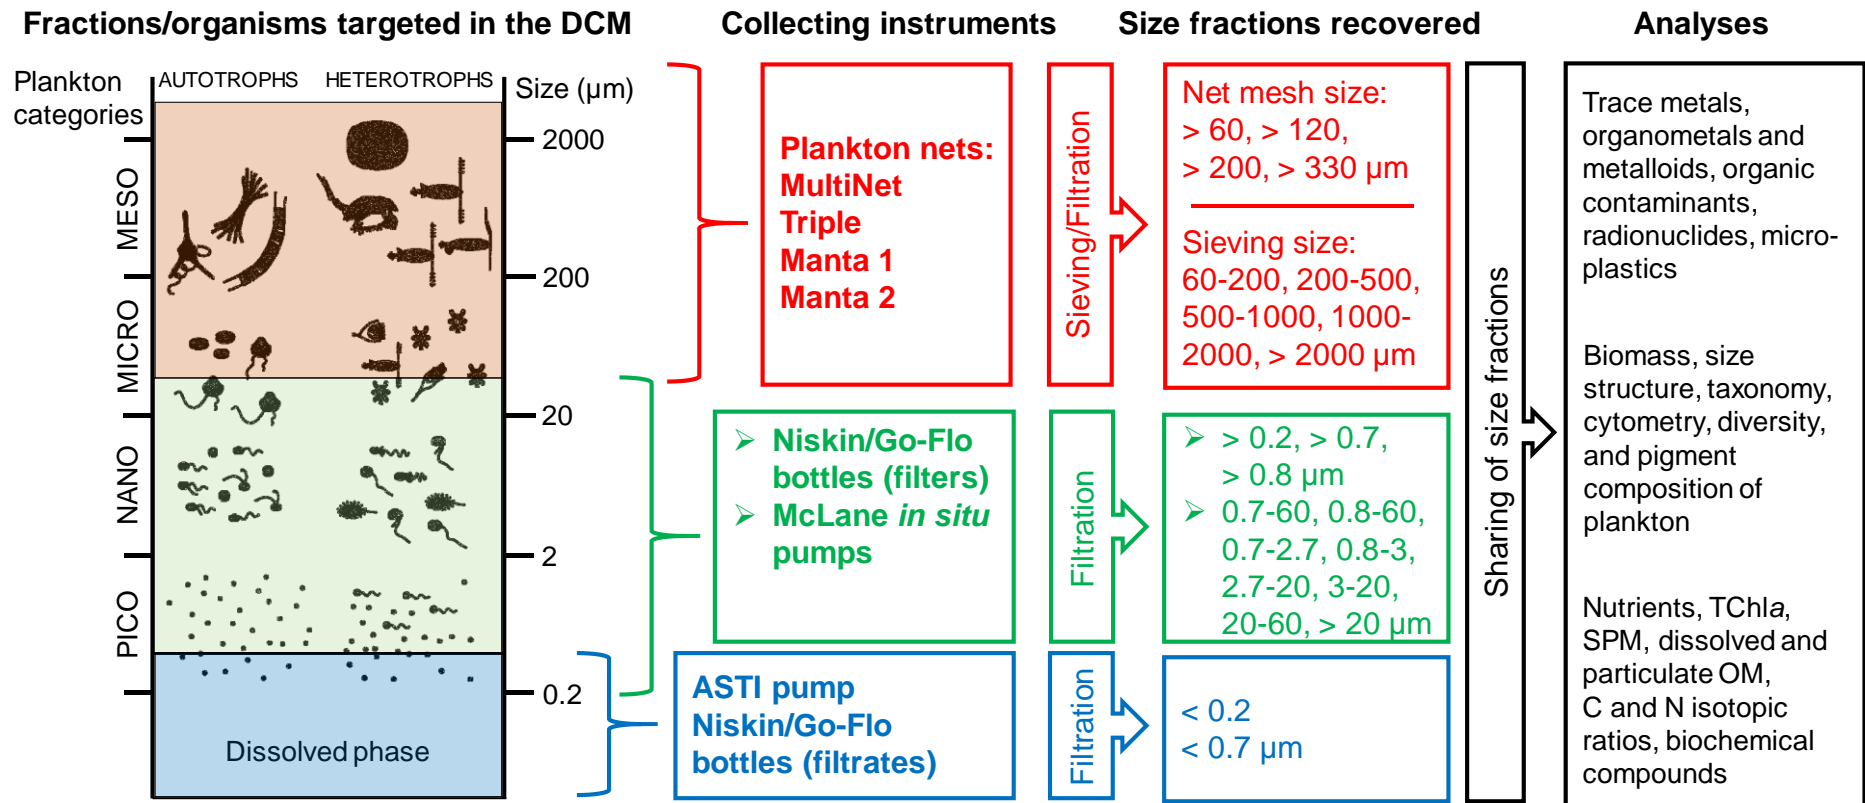 Fractions/organisms targeted in the DCM
Collecting instruments
Size fractions recovered
Analyses
Plankton
categories
AUTOTROPHS
HETEROTROPHS
Size (µm)
MESO
MICRO
NANO
PICO
2000
200
20
2
0.2
Dissolved phase
Plankton nets:
MultiNet
Triple
Manta 1
Manta 2
Sieving/Filtration
Net mesh size:
> 60, > 120,
> 200, > 330 µm
Sieving size:
60-200, 200-500,
500-1000, 1000-
2000, > 2000 µm
➢ Niskin/Go-Flo
bottles (filters)
➢ McLane in situ
pumps
Filtration
➢ > 0.2, > 0.7,
> 0.8 µm
➢ 0.7-60, 0.8-60,
0.7-2.7, 0.8-3,
2.7-20, 3-20,
20-60, > 20 µm
ASTI pump
Niskin/Go-Flo
bottles (filtrates)
Filtration
< 0.2
< 0.7 µm
Sharing of size fractions
Trace metals,
organometals and
metalloids, organic
contaminants,
radionuclides, micro-
plastics
Biomass, size
structure, taxonomy,
cytometry, diversity,
and pigment
composition of
plankton
Nutrients, TChla,
SPM, dissolved and
particulate OM,
C and N isotopic
ratios, biochemical
compounds